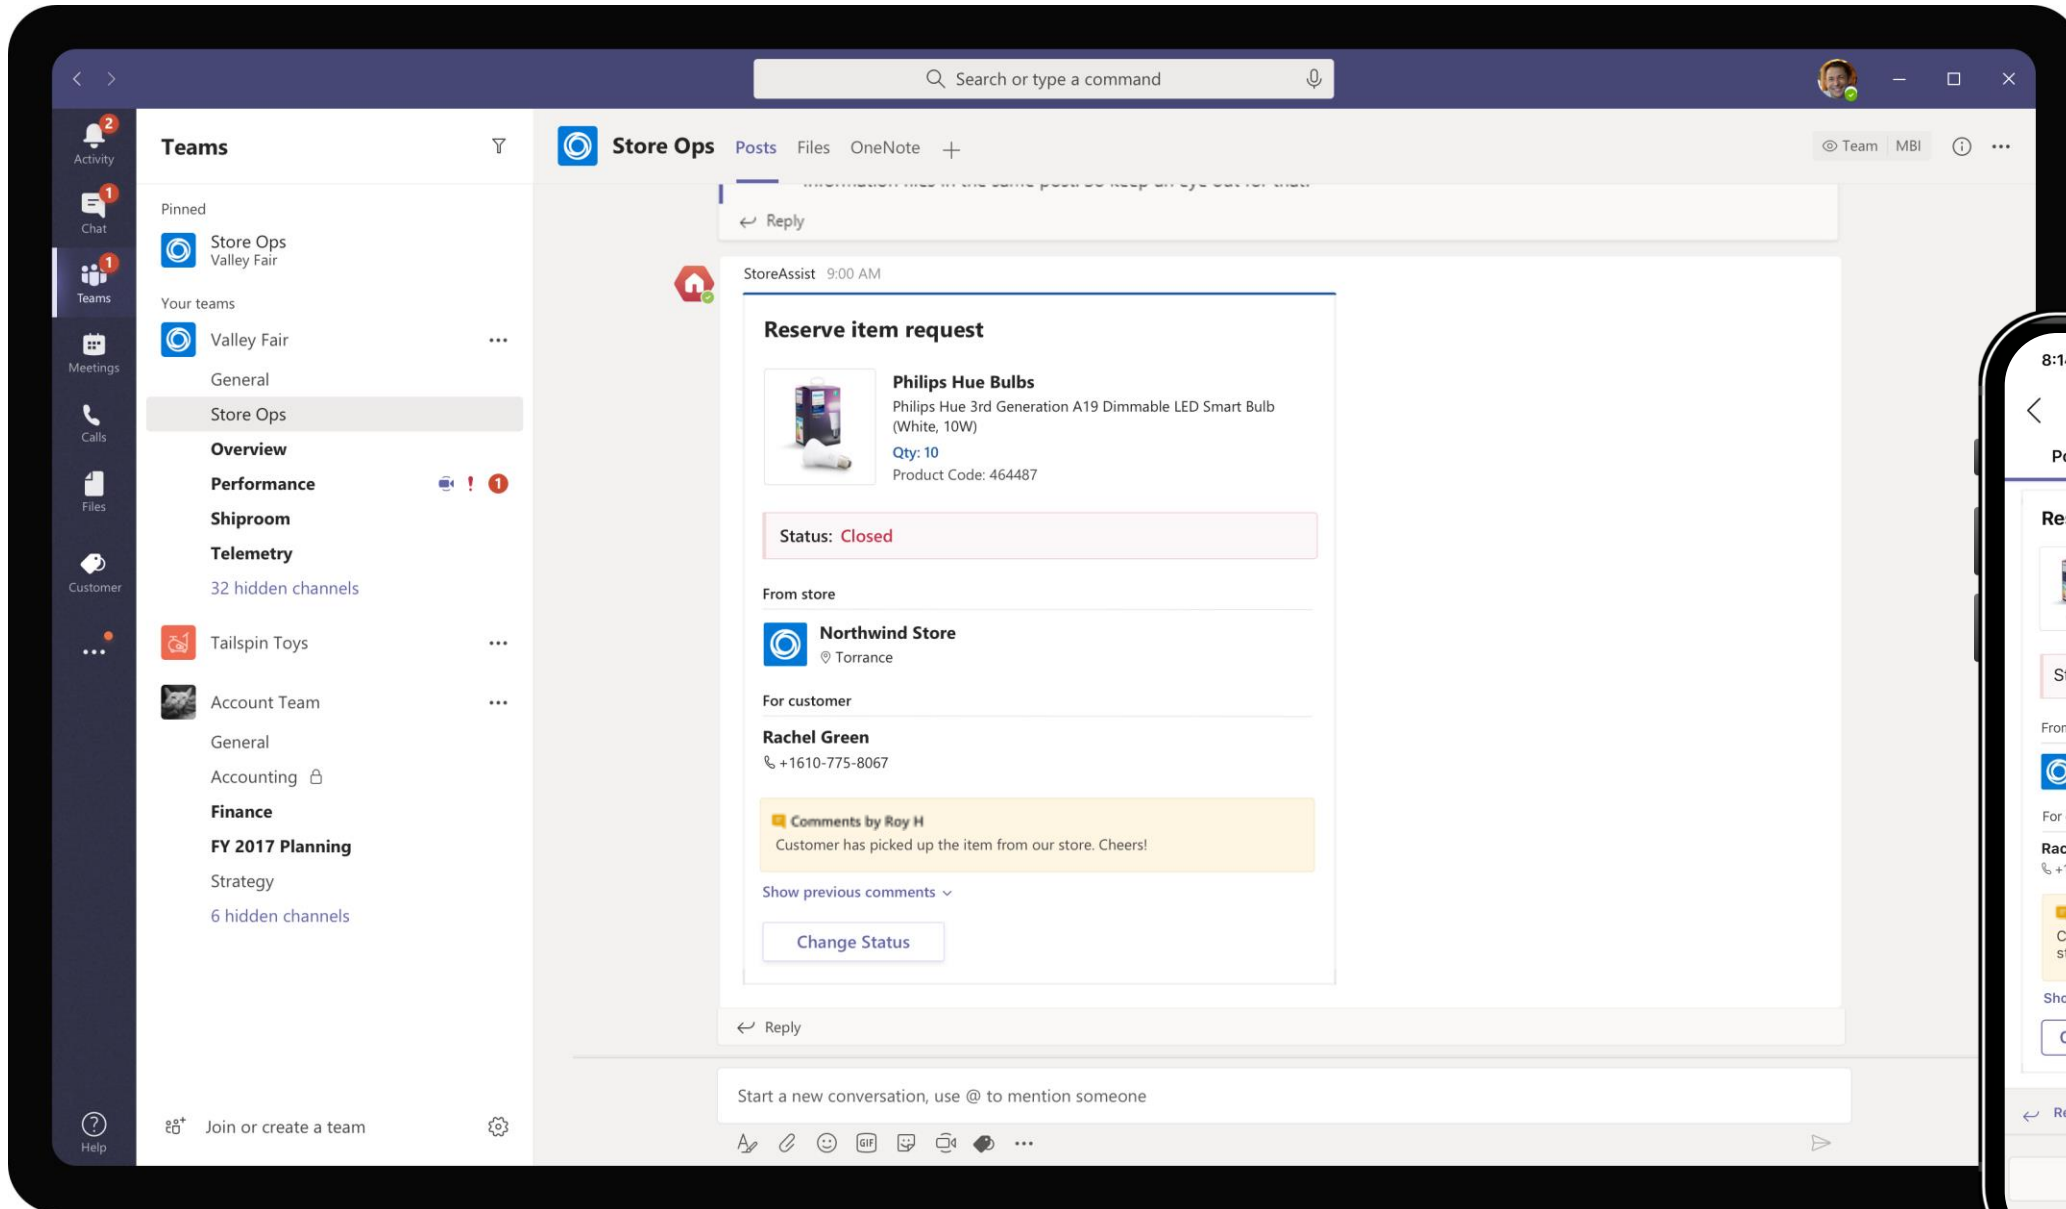 Search or type a command
2
Activity
1
Chat
1
Teams
Meetings
Calls
Files
Customer
Help
Teams
Pinned
Store Ops
Valley Fair
Your teams
Valley Fair
General
Store Ops
Overview
Performance ! 1
Shiproom
Telemetry
32 hidden channels
Tailspin Toys
Account Team
General
Accounting
Finance
FY 2017 Planning
Strategy
6 hidden channels
Join or create a team
Store Ops Posts Files OneNote
Team MBI
Reply
StoreAssist 9:00 AM
Reserve item request
Philips Hue Bulbs
Philips Hue 3rd Generation A19 Dimmable LED Smart Bulb
(White, 10W)
Qty: 10
Product Code: 464487
Status: Closed
From store
Northwind Store
Torrance
For customer
Rachel Green
+1610-775-8067
Comments by Roy H
Customer has picked up the item from our store. Cheers!
Show previous comments
Change Status
Reply
Start a new conversation, use @ to mention someone
GIF
For